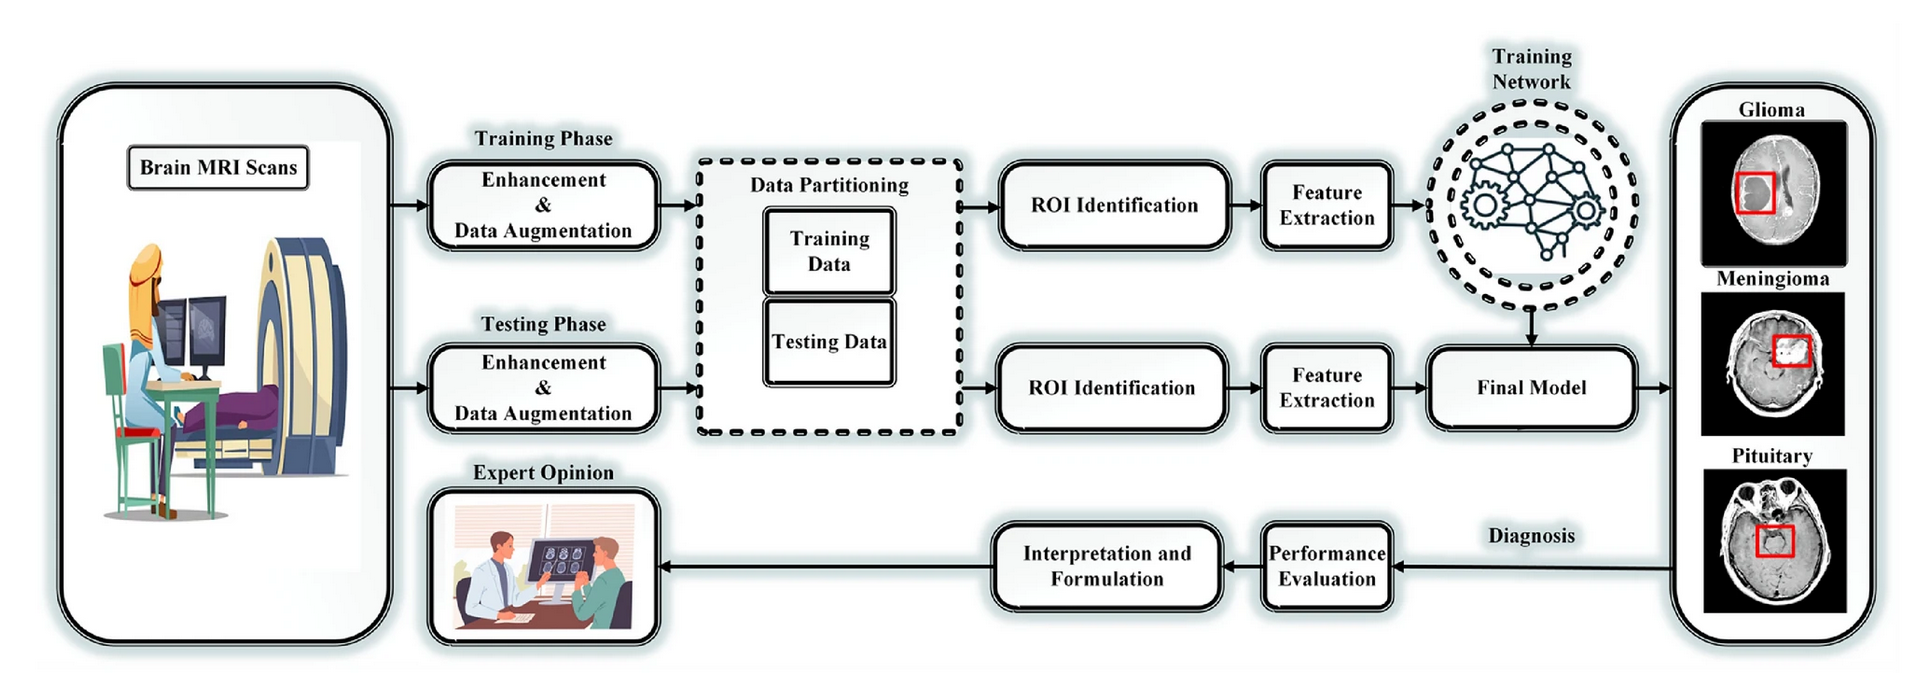 Brain MRI Scans
Training Phase
Enhancement
&
Data Augmentation
Testing Phase
Enhancement
&
Data Augmentation
Data Partitioning
Training
Data
Testing Data
ROI Identification
Feature
Extraction
Training
Network
ROI Identification
Feature
Extraction
Final Model
Glioma
Meningioma
Pituitary
Diagnosis
Performance
Evaluation
Interpretation and
Formulation
Expert Opinion